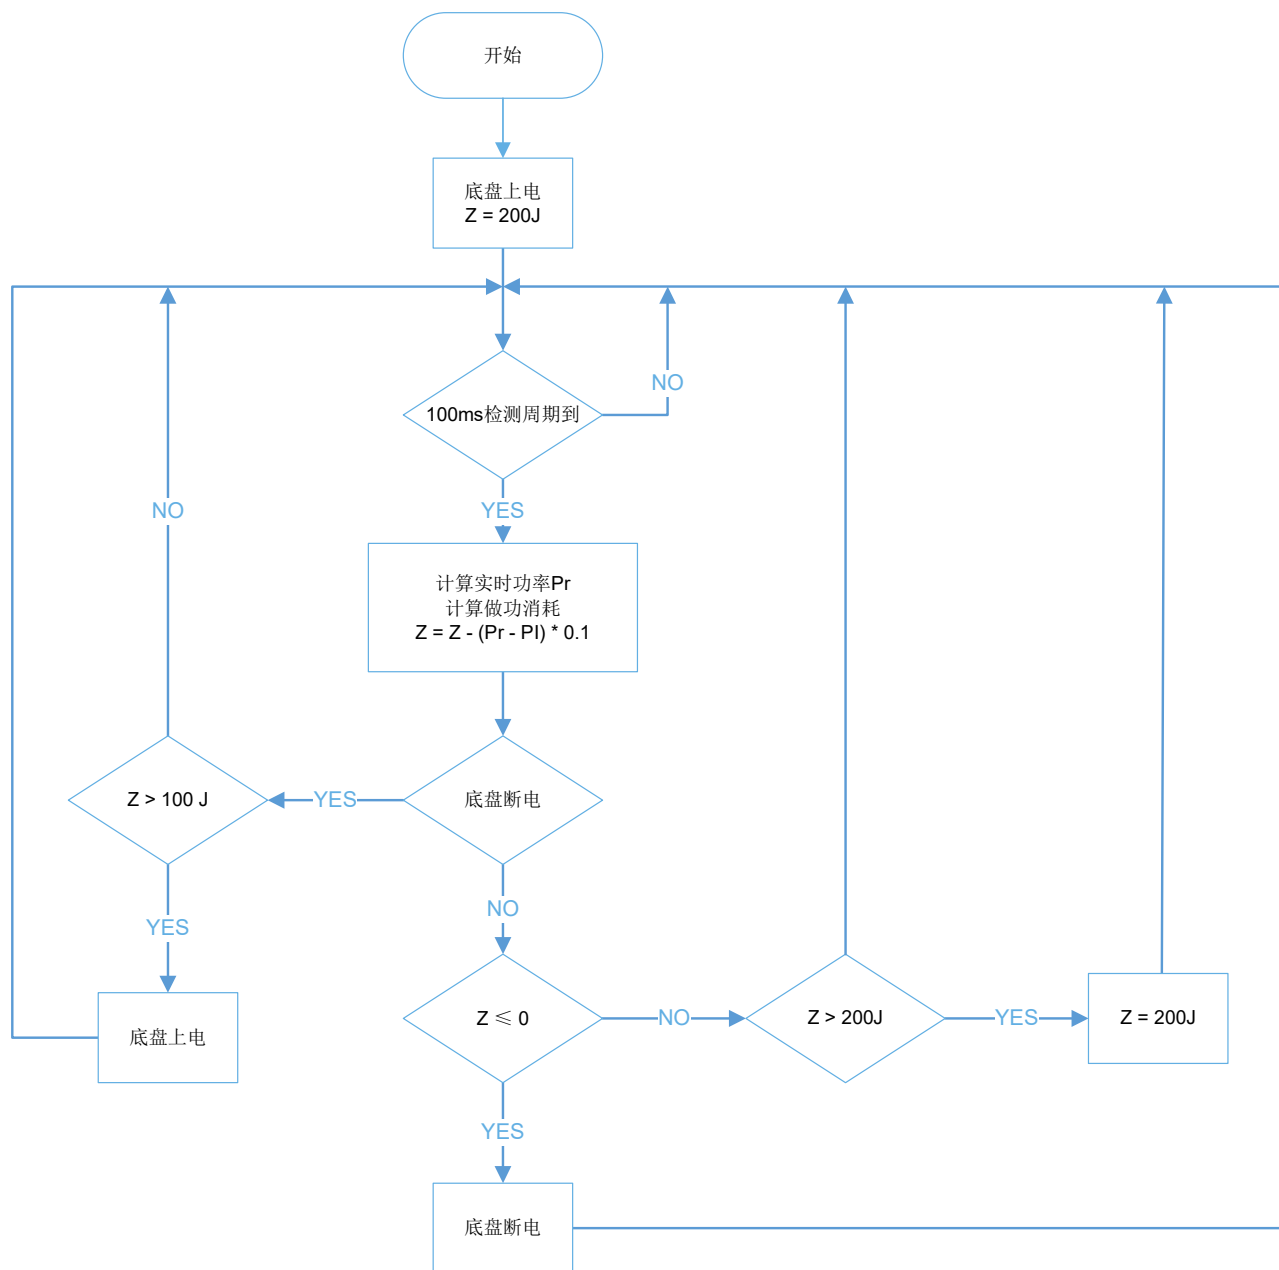 开始
底盘上电
Z = 200J
NO
100ms检测周期到
YES
NO
计算实时功率Pr
计算做功消耗
Z = Z - (Pr - PI) * 0.1
Z > 100 J
YES
底盘断电
NO
YES
底盘上电
Z ≤ 0
NO
Z > 200J
YES
Z = 200J
YES
底盘断电